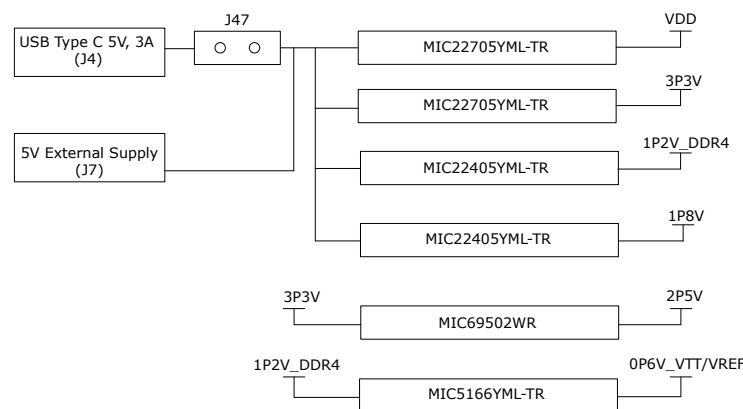 J47
VDD
USB Type C 5V, 3A
(J4)
MIC22705YML-TR
3P3V
MIC22705YML-TR
1P2V_DDR4
5V External Supply
(J7)
MIC22405YML-TR
1P8V
MIC22405YML-TR
3P3V
2P5V
MIC69502WR
1P2V_DDR4
0P6V_VTT/VREF
MIC5166YML-TR